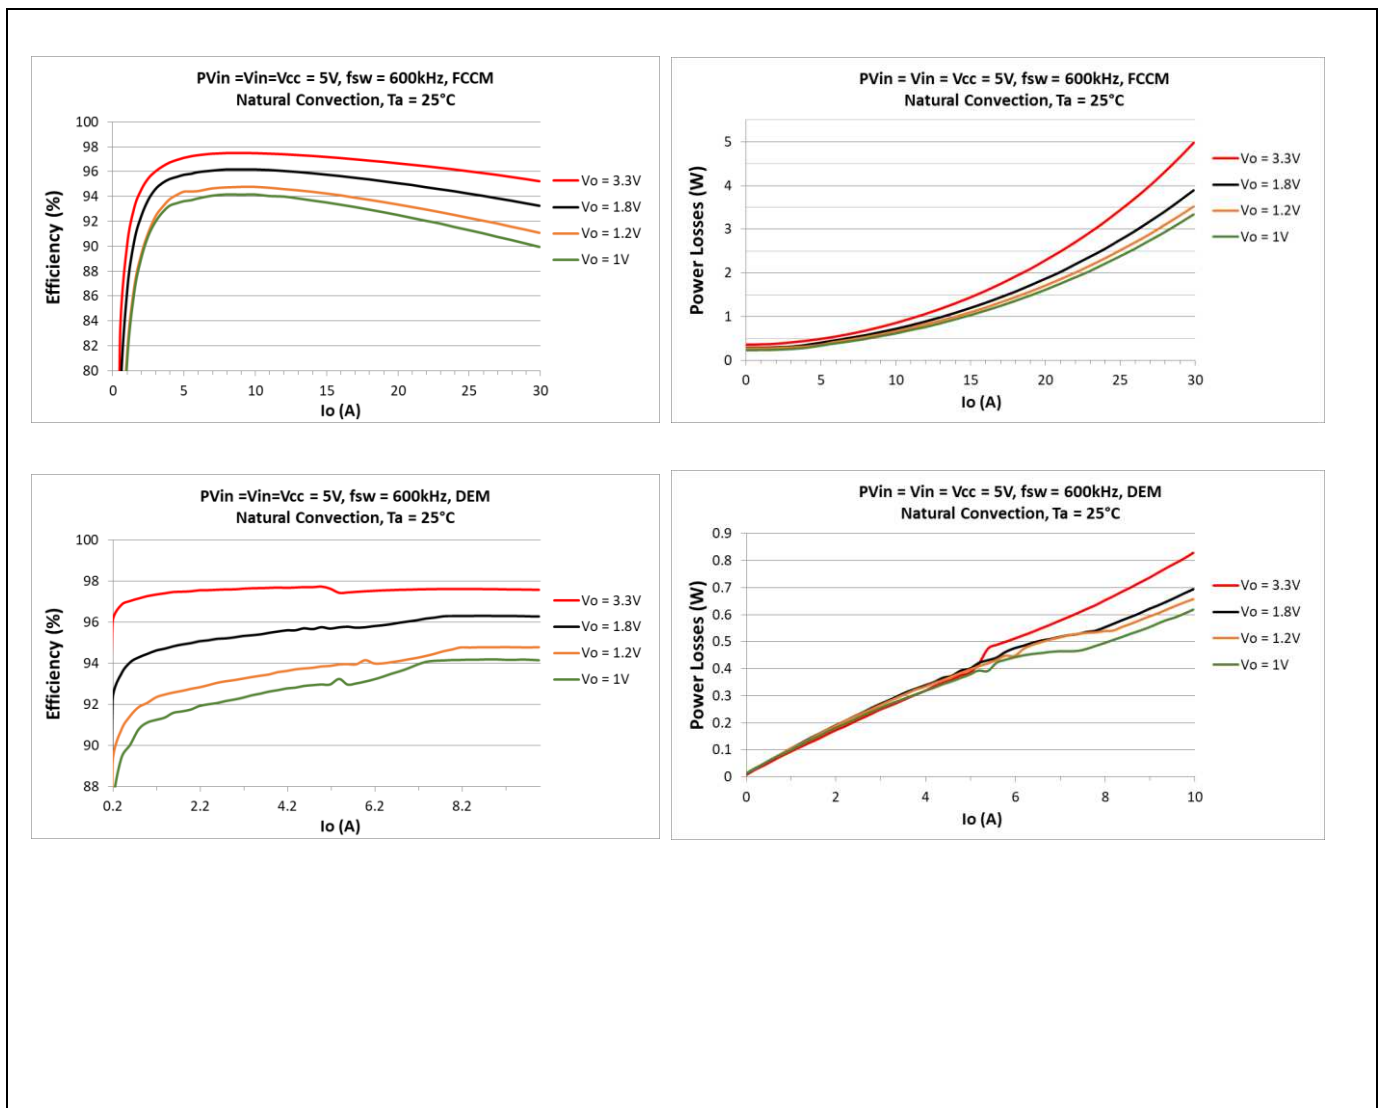 PVin =Vin=Vcc = 5V, fsw = 600kHz, FCCM
Natural Convection, Ta = 25°C
100
98
96
94
92
90
88
86
84
82
80
Efficiency (%)
0 5 10 15 20 25 30
Io (A)
Vo = 3.3V
Vo = 1.8V
Vo = 1.2V
Vo = 1V
PVin = Vin = Vcc = 5V, fsw = 600kHz, FCCM
Natural Convection, Ta = 25°C
5
4
3
2
1
0
Power Losses (W)
0 5 10 15 20 25 30
Io (A)
Vo = 3.3V
Vo = 1.8V
Vo = 1.2V
Vo = 1V
PVin =Vin=Vcc = 5V, fsw = 600kHz, DEM
Natural Convection, Ta = 25°C
100
98
96
94
92
90
88
Efficiency (%)
0.2 2.2 4.2 6.2 8.2
Io (A)
Vo = 3.3V
Vo = 1.8V
Vo = 1.2V
Vo = 1V
PVin = Vin = Vcc = 5V, fsw = 600kHz, DEM
Natural Convection, Ta = 25°C
0.9
0.8
0.7
0.6
0.5
0.4
0.3
0.2
0.1
0
Power Losses (W)
0 2 4 6 8 10
Io (A)
Vo = 3.3V
Vo = 1.8V
Vo = 1.2V
Vo = 1V